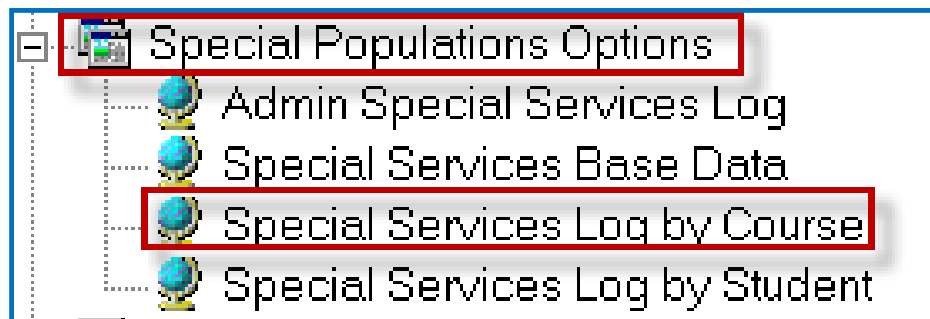 Special Populations Options
Admin Special Services Log
Special Services Base Data
Special Services Log by Course
Special Services Log by Student